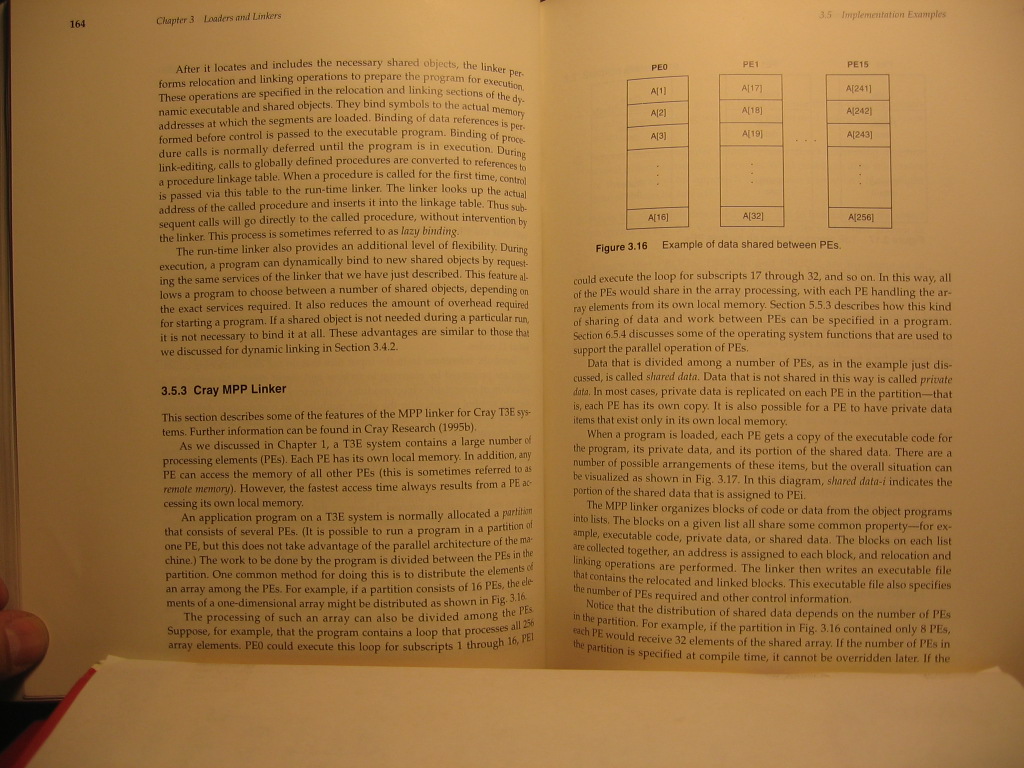 164
Chapter 3 Loaders and Linkers
After it locates and includes the necessary shared objects, the linker per-
forms relocation and linking operations to prepare the program for execution.
These operations are specified in the relocation and linking sections of the dy-
namic executable and shared objects. They bind symbols to the actual memory
addresses at which the segments are loaded. Binding of data references is per-
formed before control is passed to the executable program. Binding of proce-
dure calls is normally deferred until the program is in execution. During
link-editing, calls to globally defined procedures are converted to references to
a procedure linkage table. When a procedure is called for the first time, control
is passed via this table to the run-time linker. The linker looks up the actual
address of the called procedure and inserts it into the linkage table. Thus sub-
sequent calls will go directly to the called procedure, without intervention by
the linker. This process is sometimes referred to as lazy binding.
The run-time linker also provides an additional level of flexibility. During
execution, a program can dynamically bind to new shared objects by request-
ing the same services of the linker that we have just described. This feature al-
lows a program to choose between a number of shared objects, depending on
the exact services required. It also reduces the amount of overhead required
for starting a program. If a shared object is not needed during a particular run,
it is not necessary to bind it at all. These advantages are similar to those that
we discussed for dynamic linking in Section 3.4.2.
3.5.3 Cray MPP Linker
This section describes some of the features of the MPP linker for Cray T3E sys-
tems. Further information can be found in Cray Research (1995b).
As we discussed in Chapter 1, a T3E system contains a large number of
processing elements (PEs). Each PE has its own local memory. In addition, any
PE can access the memory of all other PEs (this is sometimes referred to as
remote memory). However, the fastest access time always results from a PE ac-
cessing its own local memory.
An application program on a T3E system is normally allocated a partition
that consists of several PEs. (It is possible to run a program in a partition of
one PE, but this does not take advantage of the parallel architecture of the ma-
chine.) The work to be done by the program is divided between the PEs in the
partition. One common method for doing this is to distribute the elements of
an array among the PEs. For example, if a partition consists of 16 PEs, the ele-
ments of a one-dimensional array might be distributed as shown in Fig. 3.16.
The processing of such an array can also be divided among the PEs.
Suppose, for example, that the program contains a loop that processes all 256
array elements. PE0 could execute this loop for subscripts 1 through 16, PE1
3.5 Implementation Examples
PE0 PE1 PE15
A[1] A[17] A[241]
A[2] A[18] A[242]
A[3] A[19] . . . A[243]
A[16] A[32] A[256]
Figure 3.16 Example of data shared between PEs.
could execute the loop for subscripts 17 through 32, and so on. In this way, all
of the PEs would share in the array processing, with each PE handling the ar-
ray elements from its own local memory. Section 5.5.3 describes how this kind
of sharing of data and work between PEs can be specified in a program.
Section 6.5.4 discusses some of the operating system functions that are used to
support the parallel operation of PEs.
Data that is divided among a number of PEs, as in the example just dis-
cussed, is called shared data. Data that is not shared in this way is called private
data. In most cases, private data is replicated on each PE in the partition—that
is, each PE has its own copy. It is also possible for a PE to have private data
items that exist only in its own local memory.
When a program is loaded, each PE gets a copy of the executable code for
the program, its private data, and its portion of the shared data. There are a
number of possible arrangements of these items, but the overall situation can
be visualized as shown in Fig. 3.17. In this diagram, shared data-i indicates the
portion of the shared data that is assigned to PEi.
The MPP linker organizes blocks of code or data from the object programs
into lists. The blocks on a given list all share some common property—for ex-
ample, executable code, private data, or shared data. The blocks on each list
are collected together, an address is assigned to each block, and relocation and
linking operations are performed. The linker then writes an executable file
that contains the relocated and linked blocks. This executable file also specifies
the number of PEs required and other control information.
Notice that the distribution of shared data depends on the number of PEs
in the partition. For example, if the partition in Fig. 3.16 contained only 8 PEs,
each PE would receive 32 elements of the shared array. If the number of PEs in
the partition is specified at compile time, it cannot be overridden later. If the